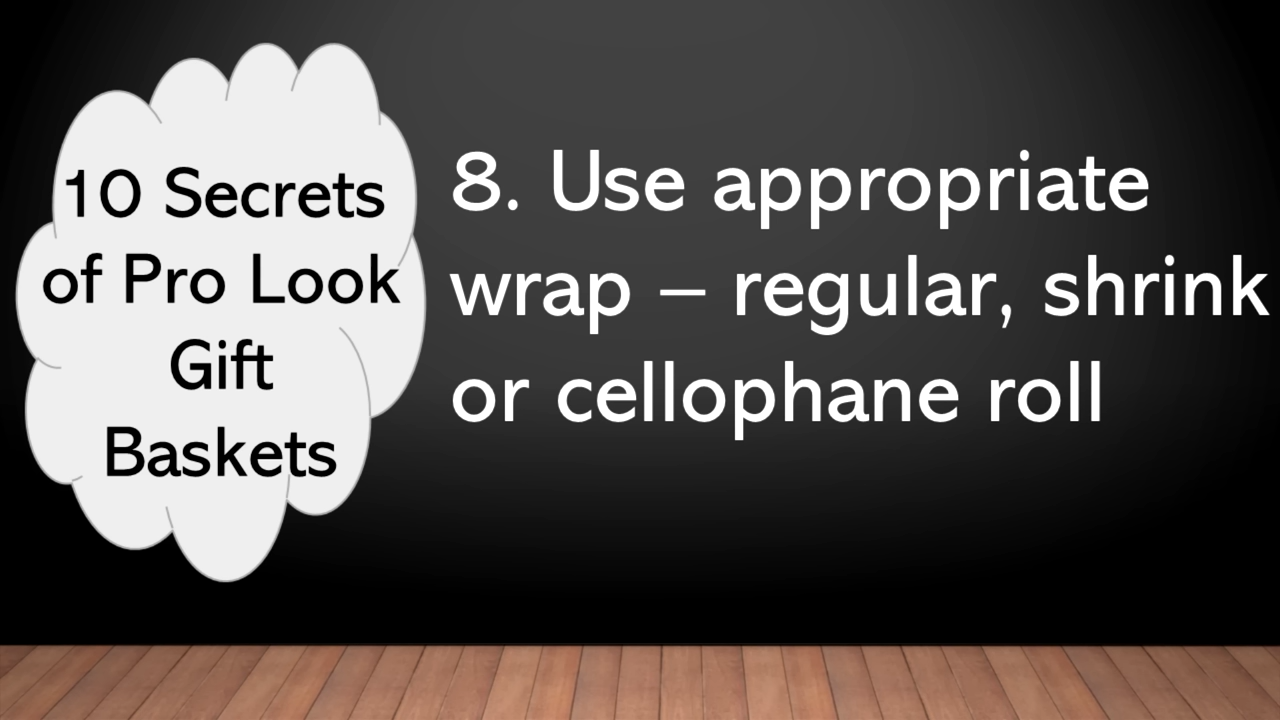 10 Secrets
of Pro Look
Gift
Baskets
8. Use appropriate
wrap – regular, shrink
or cellophane roll